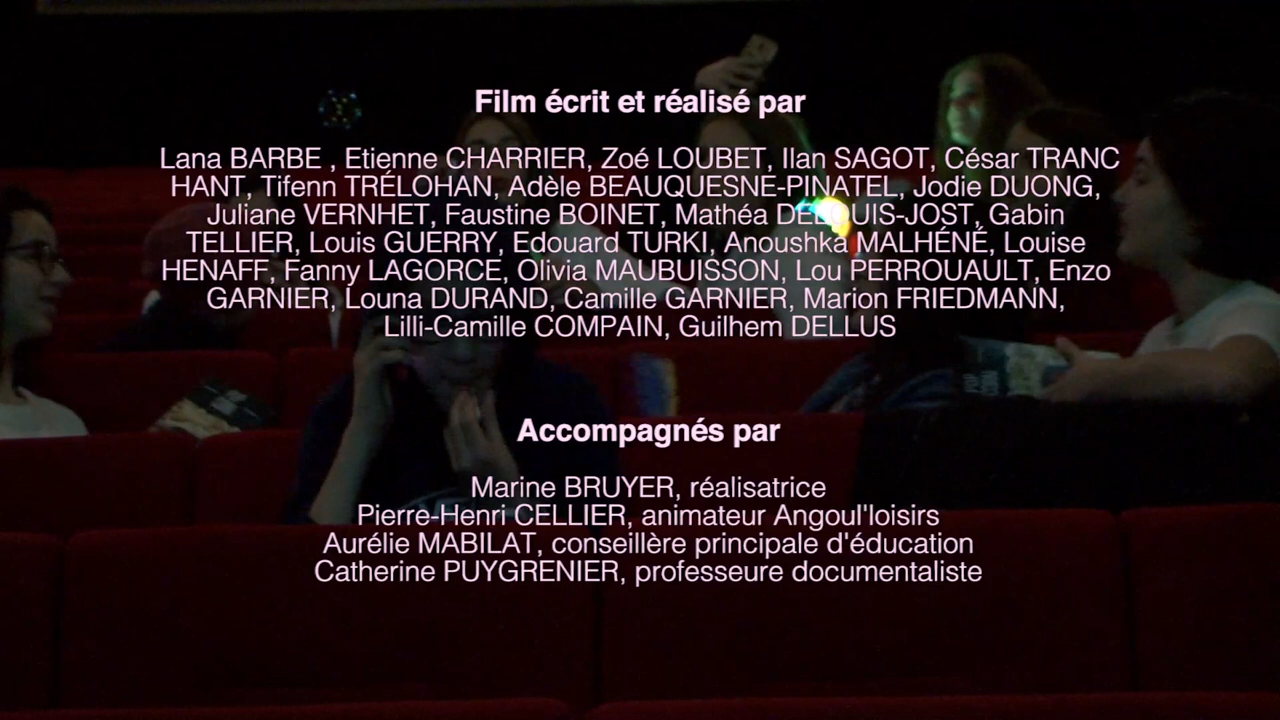 Film écrit et réalisé par
Lana BARBE , Etienne CHARRIER, Zoé LOUBET, Ilan SAGOT, César TRANC
HANT, Tifenn TRÉLOHAN, Adèle BEAUQUESNE-PINATEL, Jodie DUONG,
Juliane VERNHET, Faustine BOINET, Mathéa DELOUIS-JOST, Gabin
TELLIER, Louis GUERRY, Edouard TURKI, Anoushka MALHÉNÉ, Louise
HENAFF, Fanny LAGORCE, Olivia MAUBUISSON, Lou PERROUAULT, Enzo
GARNIER, Louna DURAND, Camille GARNIER, Marion FRIEDMANN,
Lilli-Camille COMPAIN, Guilhem DELLUS
Accompagnés par
Marine BRUYER, réalisatrice
Pierre-Henri CELLIER, animateur Angoul'loisirs
Aurélie MABILAT, conseillère principale d'éducation
Catherine PUYGRENIER, professeure documentaliste